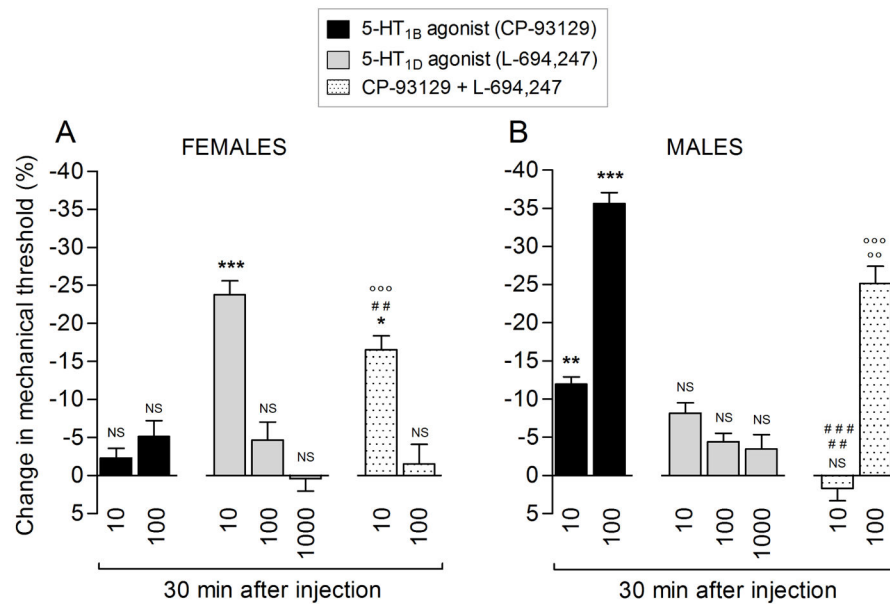 5-HT1B agonist (CP-93129)
5-HT1D agonist (L-694,247)
CP-93129 + L-694,247
A
FEMALES
Change in mechanical threshold (%)
-40
-35
-30
-25
-20
-15
-10
-5
0
5
NS
NS
***
NS
NS
°°°
##
*
NS
10
100
10
100
1000
10
100
30 min after injection
B
MALES
-40
-35
-30
-25
-20
-15
-10
-5
0
5
**
***
NS
NS
NS
###
##
NS
°°°
°°
10
100
10
100
1000
10
100
30 min after injection